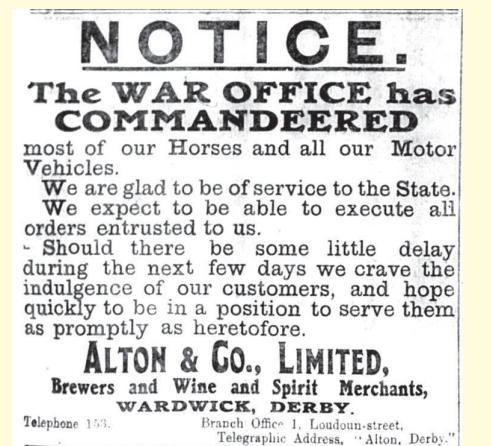 NOTICE.
The WAR OFFICE has
COMMANDEERED
most of our Horses and all our Motor
Vehicles.
We are glad to be of service to the State.
We expect to be able to execute all
orders entrusted to us.
Should there be some little delay
during the next few days we crave the
indulgence of our customers, and hope
quickly to be in a position to serve them
as promptly as heretofore.
ALTON & CO., LIMITED,
Brewers and Wine and Spirit Merchants,
WARDWICK, DERBY.
Telephone 153. Branch Office 1, Loudoun-street,
Telegraphic Address, "Alton, Derby."